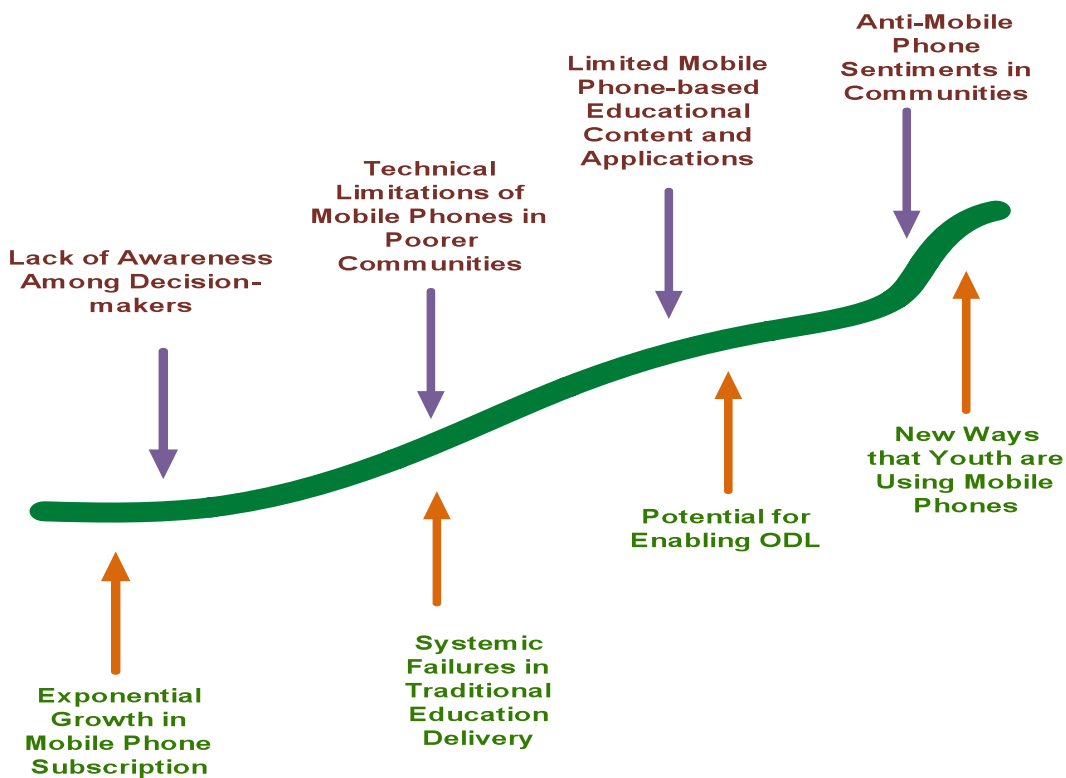 Lack of Awareness
Among Decision-
makers
Technical
Limitations of
Mobile Phones in
Poorer
Communities
Limited Mobile
Phone-based
Educational
Content and
Applications
Anti-Mobile
Phone
Sentiments in
Communities
Exponential
Growth in
Mobile Phone
Subscription
Systemic
Failures in
Traditional
Education
Delivery
Potential for
Enabling ODL
New Ways
that Youth are
Using Mobile
Phones